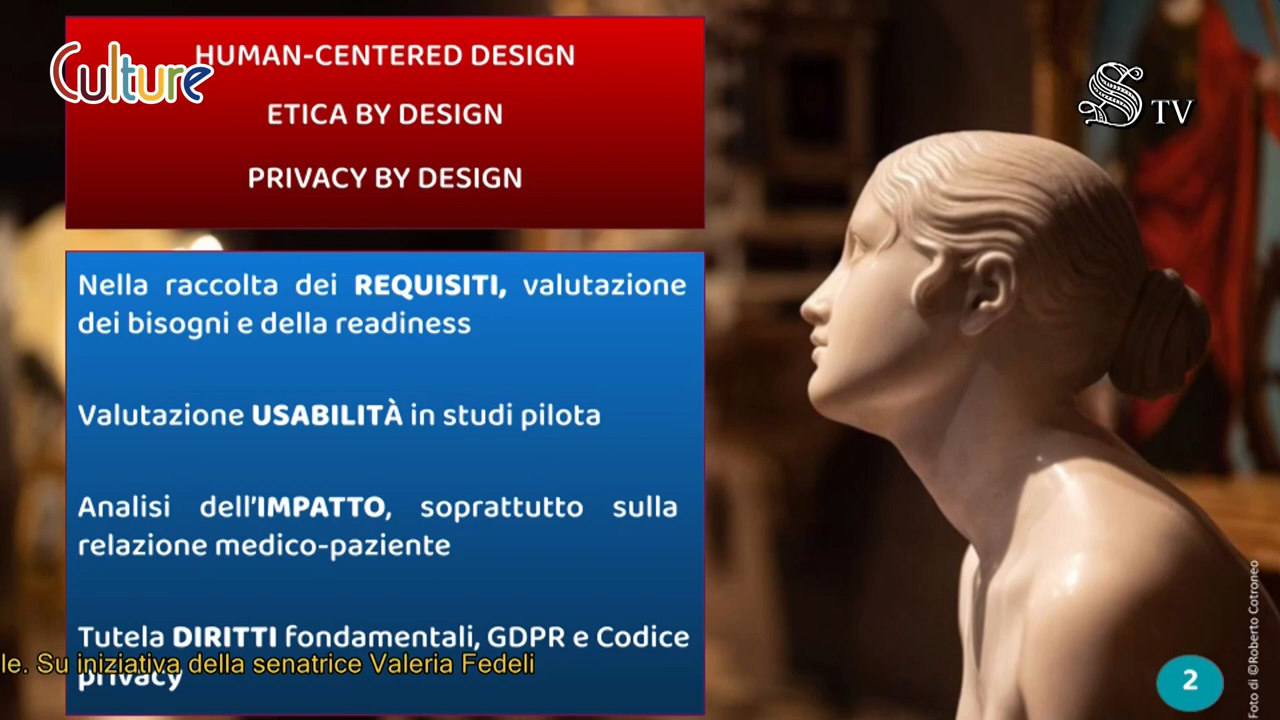 Culture
HUMAN-CENTERED DESIGN
ETICA BY DESIGN
PRIVACY BY DESIGN
S TV
Nella raccolta dei REQUISITI, valutazione
dei bisogni e della readiness
Valutazione USABILITÀ in studi pilota
Analisi dell'IMPATTO, soprattutto sulla
relazione medico-paziente
Tutela DIRITTI fondamentali, GDPR e Codice
privacy
le. Su iniziativa della senatrice Valeria Fedeli
2
Foto di ©Roberto Cotroneo